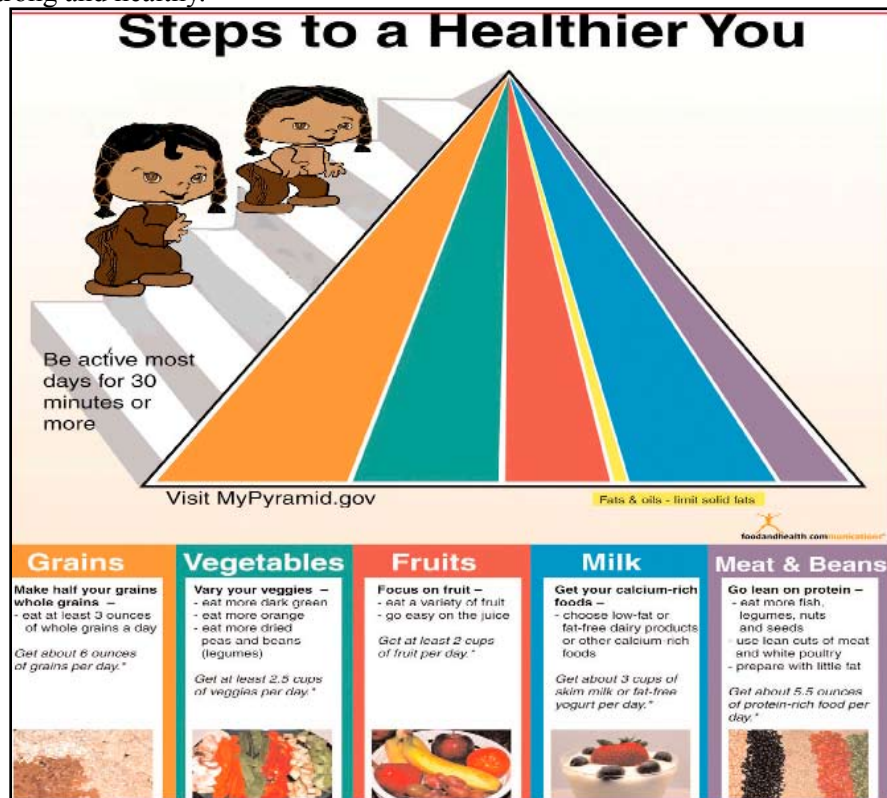 strong and healthy.
Steps to a Healthier You
Be active most
days for 30
minutes or
more
Visit MyPyramid.gov
Fats & oils - limit solid fats
foodandhealth.communications
Grains
Make half your grains
whole grains –
- eat at least 3 ounces
of whole grains a day
Get about 6 ounces
of grains per day.*
Vegetables
Vary your veggies –
- eat more dark green
- eat more orange
- eat more dried
peas and beans
(legumes)
Get at least 2.5 cups
of veggies per day.*
Fruits
Focus on fruit –
- eat a variety of fruit
- go easy on the juice
Get at least 2 cups
of fruit per day.*
Milk
Get your calcium-rich
foods –
- choose low-fat or
fat-free dairy products
or other calcium-rich
foods
Get about 3 cups of
skim milk or fat-free
yogurt per day.*
Meat & Beans
Go lean on protein –
- eat more fish,
legumes, nuts
and seeds
- use lean cuts of meat
and white poultry
- prepare with little fat
Get about 5.5 ounces
of protein-rich food per
day.*